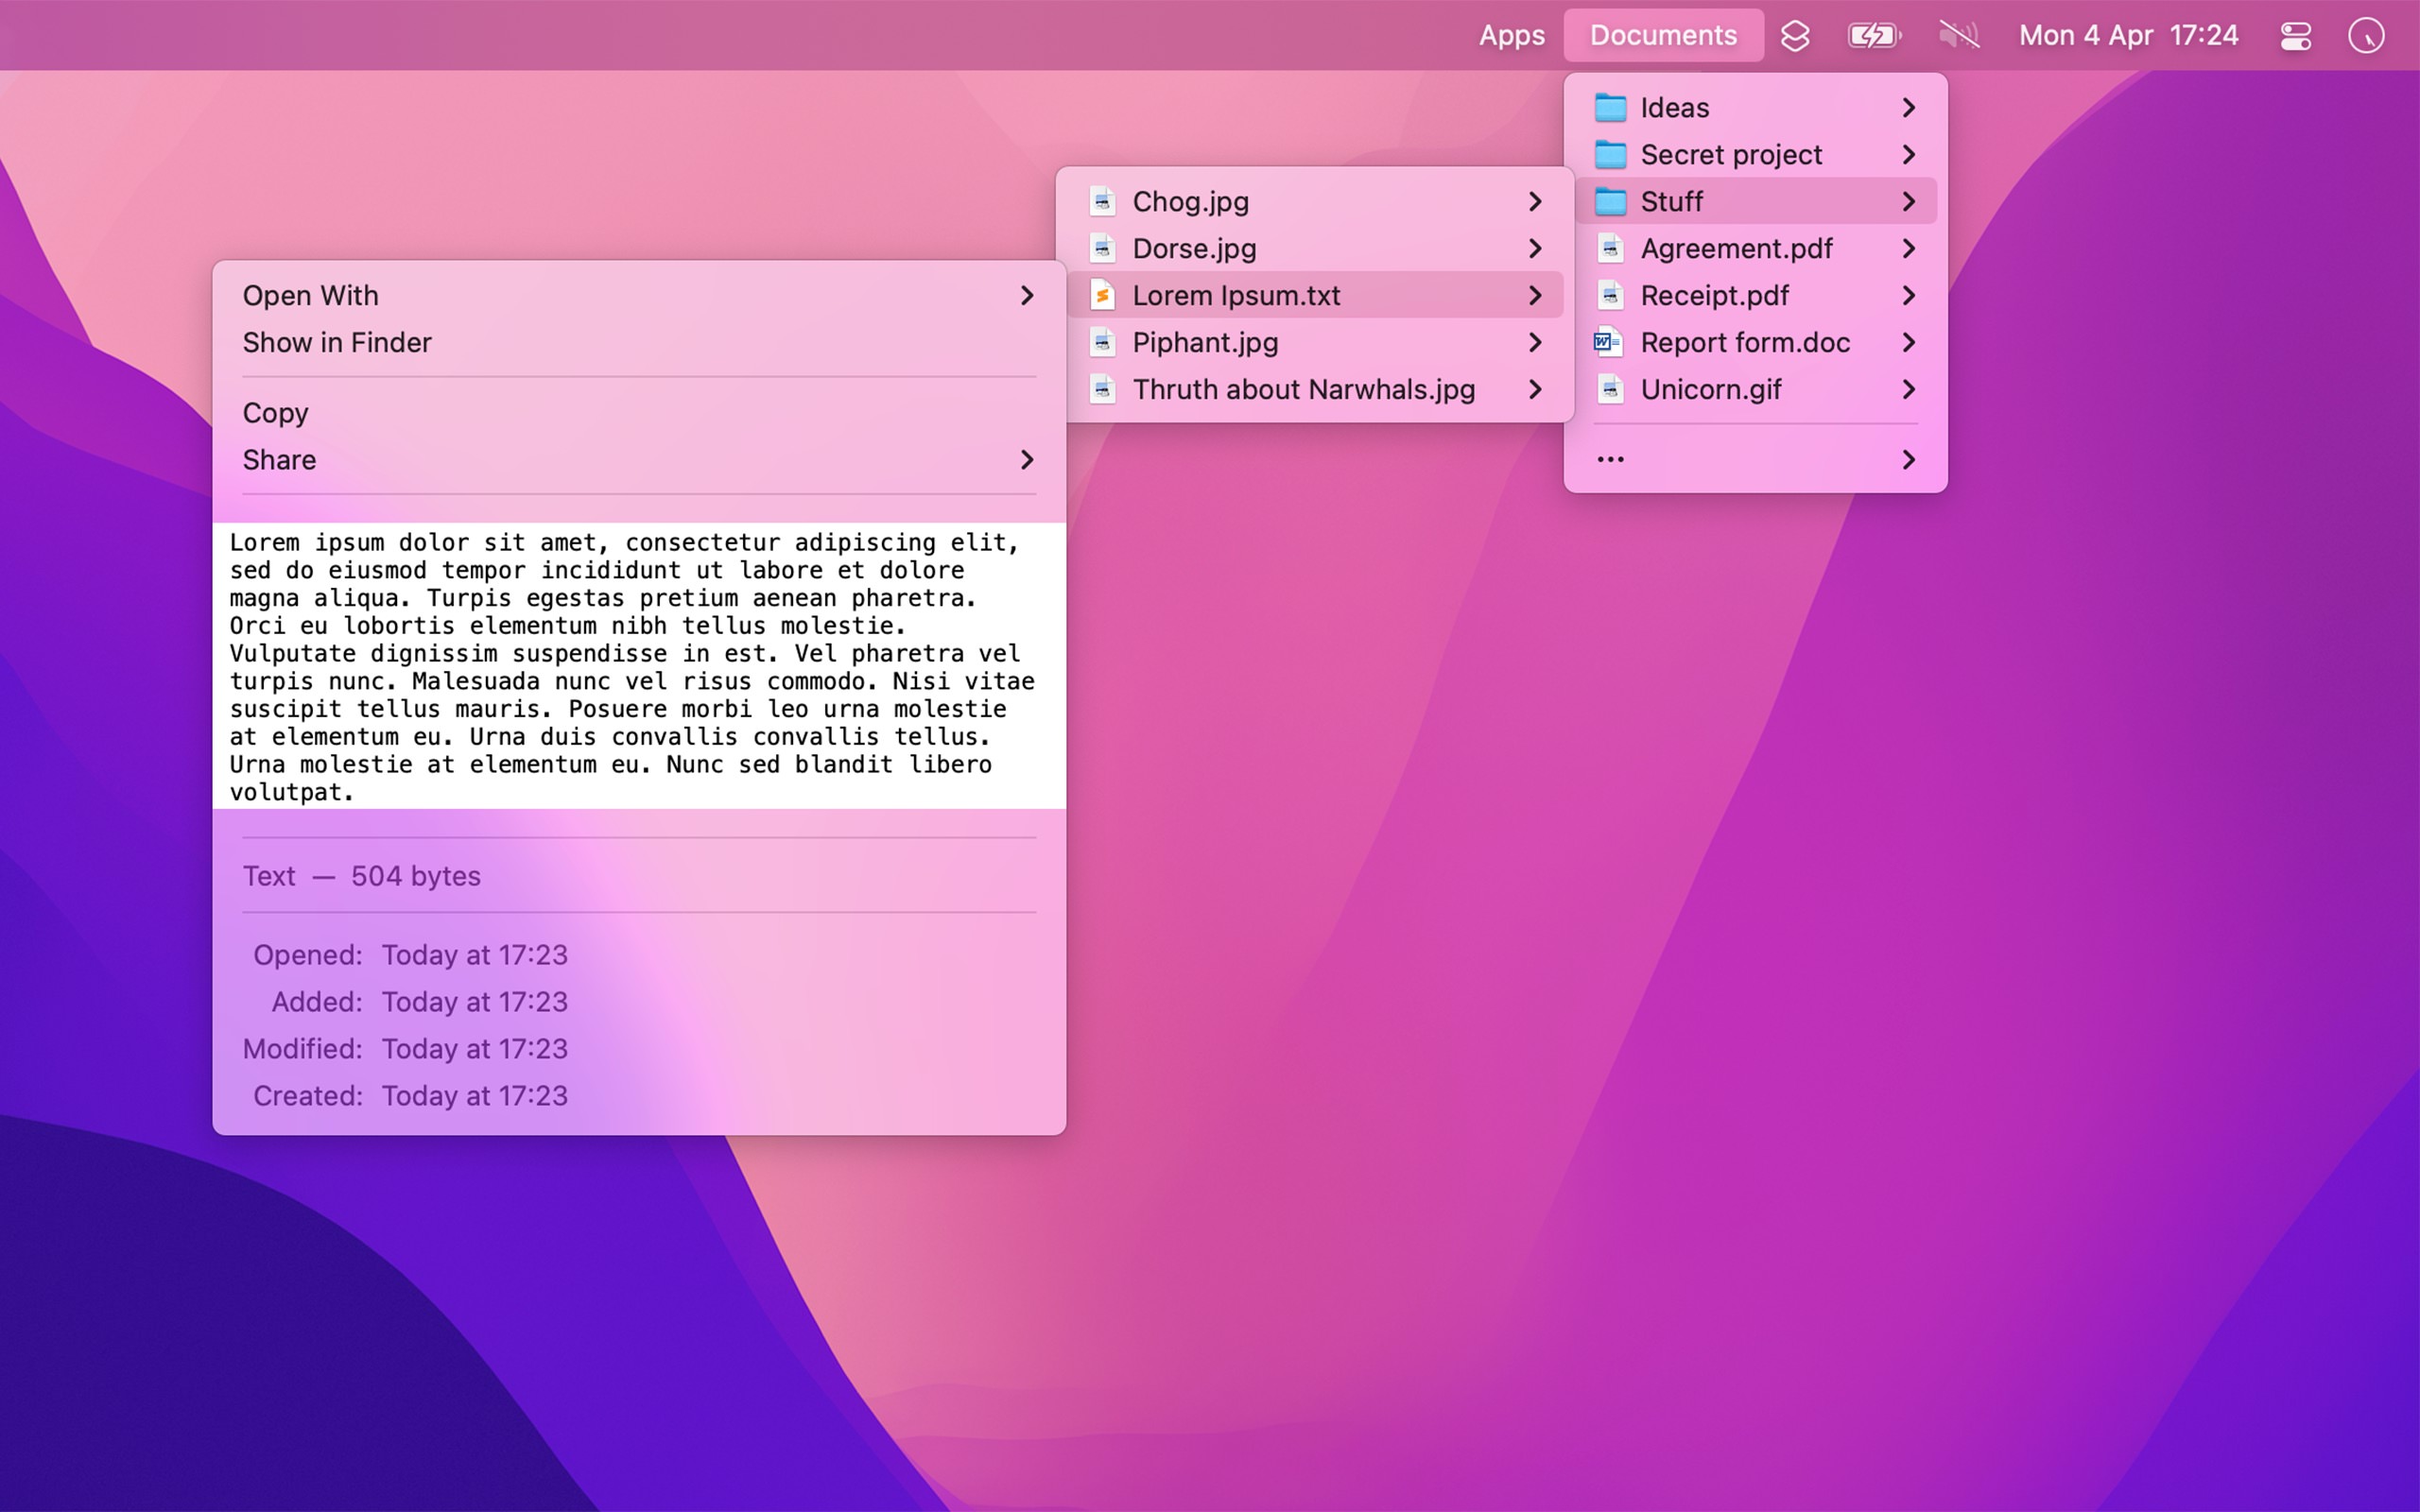 Apps
Documents
Mon 4 Apr 17:24
Ideas
Secret project
Stuff
Agreement.pdf
Receipt.pdf
Report form.doc
Unicorn.gif
...
Chog.jpg
Dorse.jpg
Lorem Ipsum.txt
Piphant.jpg
Thruth about Narwhals.jpg
Open With
Show in Finder
Copy
Share
Lorem ipsum dolor sit amet, consectetur adipiscing elit,
sed do eiusmod tempor incididunt ut labore et dolore
magna aliqua. Turpis egestas pretium aenean pharetra.
Orci eu lobortis elementum nibh tellus molestie.
Vulputate dignissim suspendisse in est. Vel pharetra vel
turpis nunc. Malesuada nunc vel risus commodo. Nisi vitae
suscipit tellus mauris. Posuere morbi leo urna molestie
at elementum eu. Urna duis convallis convallis tellus.
Urna molestie at elementum eu. Nunc sed blandit libero
volutpat.
Text — 504 bytes
Opened: Today at 17:23
Added: Today at 17:23
Modified: Today at 17:23
Created: Today at 17:23